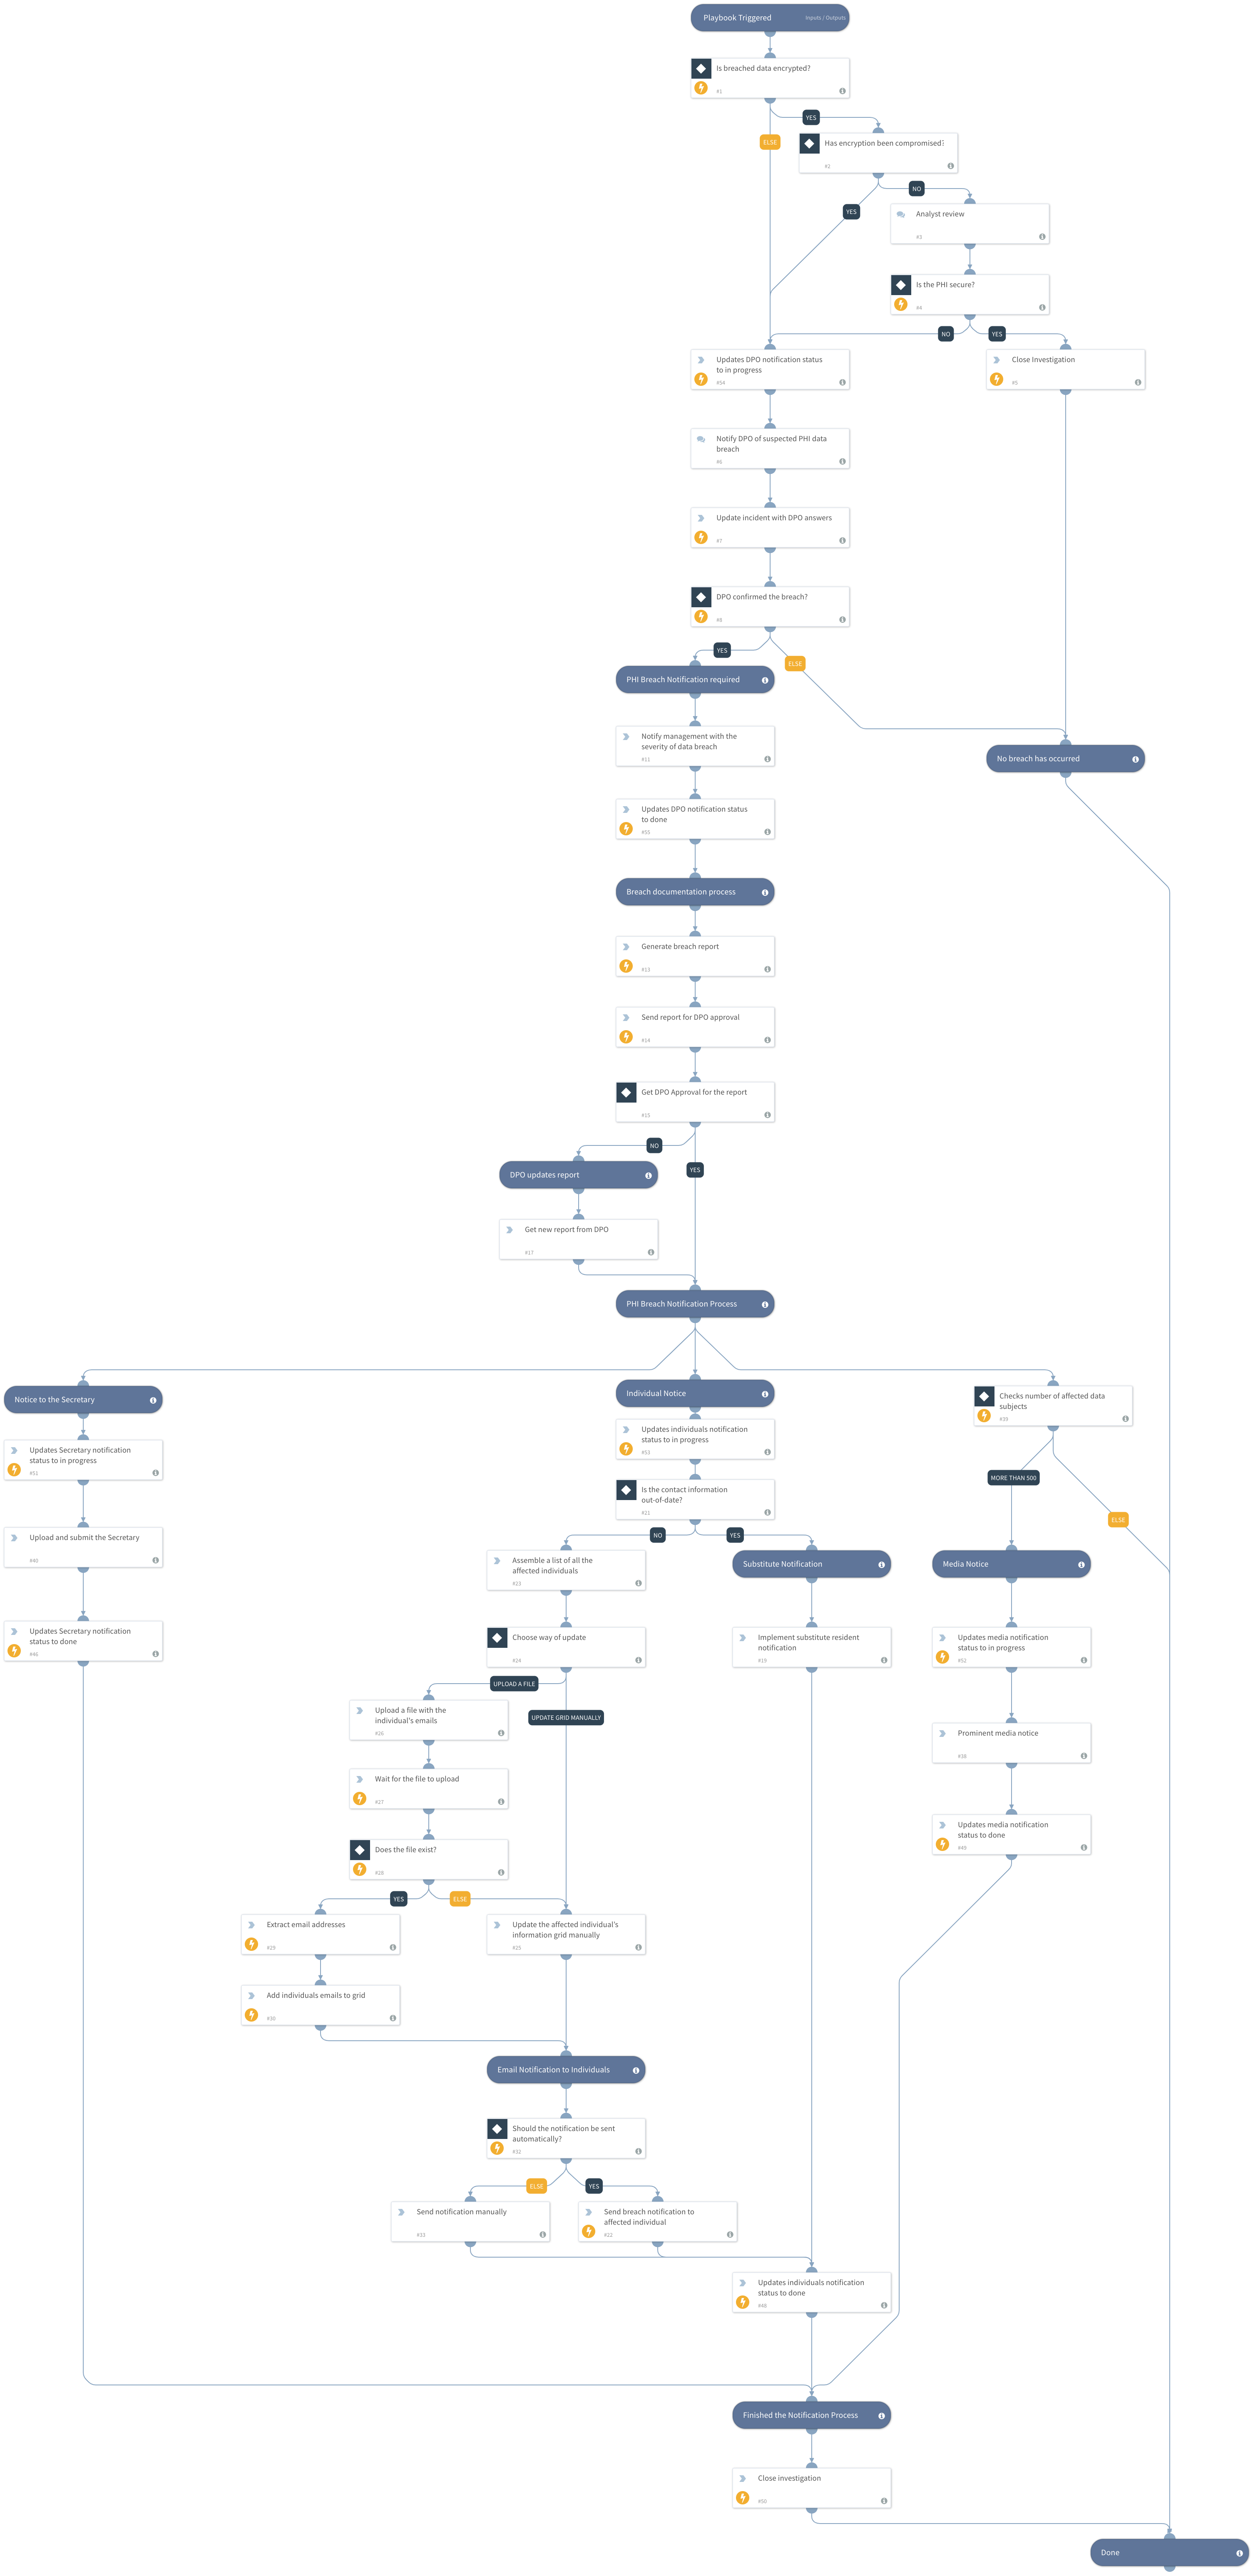 Playbook Triggered
Inputs / Outputs
Is breached data encrypted?
#1
YES
ELSE
Has encryption been compromised?
#2
NO
YES
Analyst review
#3
Is the PHI secure?
#4
NO
YES
Updates DPO notification status
to in progress
#54
Close Investigation
#5
Notify DPO of suspected PHI data
breach
#6
Update incident with DPO answers
#7
DPO confirmed the breach?
#8
YES
ELSE
PHI Breach Notification required
Notify management with the
severity of data breach
#11
No breach has occurred
Updates DPO notification status
to done
#55
Breach documentation process
Generate breach report
#13
Send report for DPO approval
#14
Get DPO Approval for the report
#15
NO
YES
DPO updates report
Get new report from DPO
#17
PHI Breach Notification Process
Notice to the Secretary
Individual Notice
Checks number of affected data
subjects
#39
Updates individuals notification
status to in progress
#53
Updates Secretary notification
status to in progress
#51
MORE THAN 500
Is the contact information
out-of-date?
#21
ELSE
NO
YES
Upload and submit the Secretary
#40
Assemble a list of all the
affected individuals
#23
Substitute Notification
Media Notice
Updates Secretary notification
status to done
#46
Choose way of update
#24
Implement substitute resident
notification
#19
Updates media notification
status to in progress
#52
UPLOAD A FILE
Upload a file with the
individual's emails
#26
UPDATE GRID MANUALLY
Prominent media notice
#38
Wait for the file to upload
#27
Updates media notification
status to done
#49
Does the file exist?
#28
YES
ELSE
Extract email addresses
#29
Update the affected individual's
information grid manually
#25
Add individuals emails to grid
#30
Email Notification to Individuals
Should the notification be sent
automatically?
#32
ELSE
YES
Send notification manually
#33
Send breach notification to
affected individual
#22
Updates individuals notification
status to done
#48
Finished the Notification Process
Close investigation
#50
Done